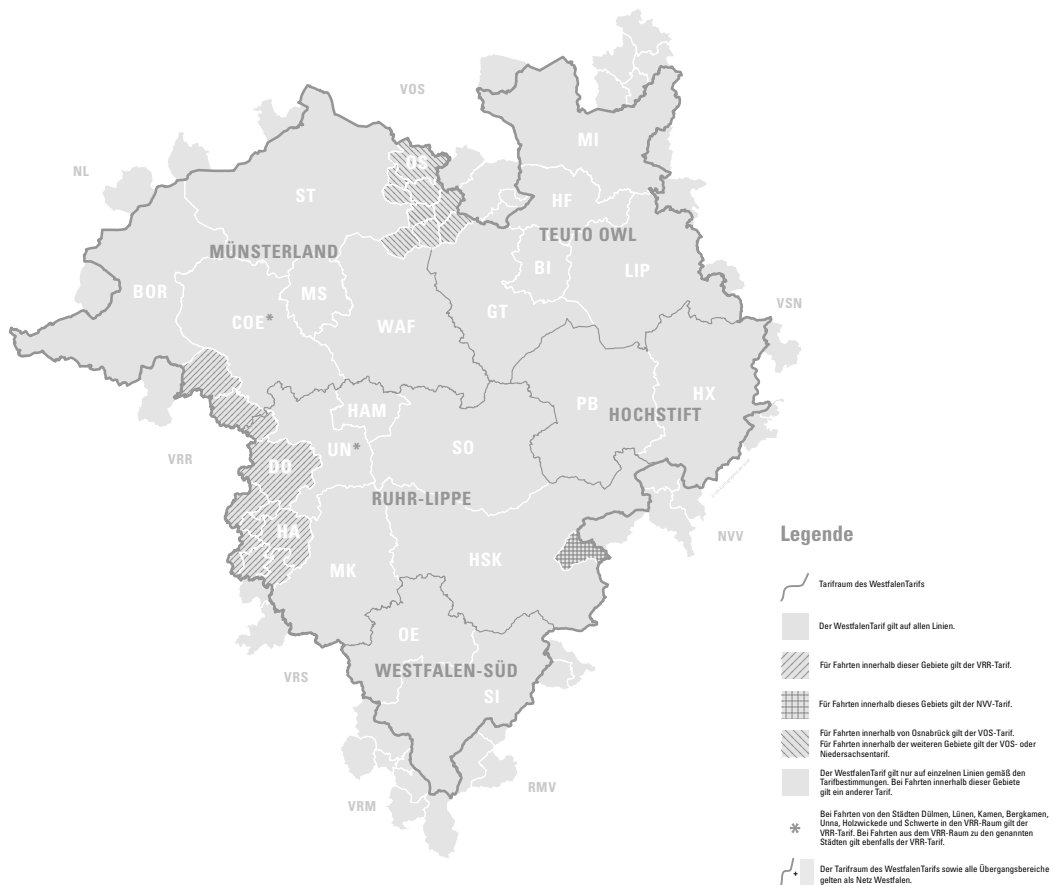 VOS
MI
NL
OS
ST
HF
TEUTO OWL
MÜNSTERLAND
BI
LIP
BOR
MS
VSN
COE*
GT
WAF
HX
PB
HAM
HOCHSTIFT
UN*
SO
VRR
DO
RUHR-LIPPE
HA
NVV
HSK
MK
OE
WESTFALEN-SÜD
VRS
SI
RMV
VRM
Legende
Tarifraum des WestfalenTarifs
Der WestfalenTarif gilt auf allen Linien.
Für Fahrten innerhalb dieser Gebiete gilt der VRR-Tarif.
Für Fahrten innerhalb dieses Gebiets gilt der NVV-Tarif.
Für Fahrten innerhalb von Osnabrück gilt der VOS-Tarif.
Für Fahrten innerhalb der weiteren Gebiete gilt der VOS- oder
Niedersachsentarif.
Der WestfalenTarif gilt nur auf einzelnen Linien gemäß den
Tarifbestimmungen. Bei Fahrten innerhalb dieser Gebiete
gilt ein anderer Tarif.
* Bei Fahrten von den Städten Dülmen, Lünen, Kamen, Bergkamen,
Unna, Holzwickede und Schwerte in den VRR-Raum gilt der
VRR-Tarif. Bei Fahrten aus dem VRR-Raum zu den genannten
Städten gilt ebenfalls der VRR-Tarif.
+ Der Tarifraum des WestfalenTarifs sowie alle Übergangsbereiche
gelten als Netz Westfalen.